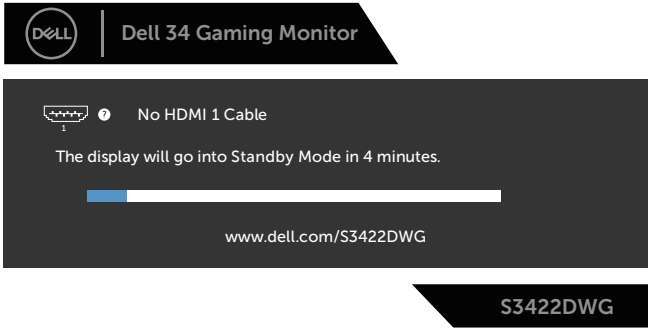 DELL
Dell 34 Gaming Monitor
? No HDMI 1 Cable
1
The display will go into Standby Mode in 4 minutes.
www.dell.com/S3422DWG
S3422DWG